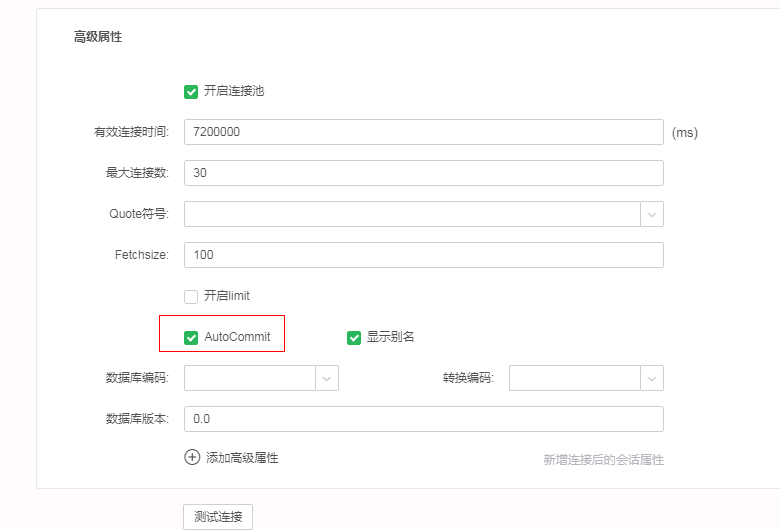 高级属性
开启连接池
有效连接时间: 7200000 (ms)
最大连接数: 30
Quote符号:
Fetchsize: 100
开启limit
AutoCommit 显示别名
数据库编码: 转换编码:
数据库版本: 0.0
添加高级属性 新增连接后的会话属性
测试连接